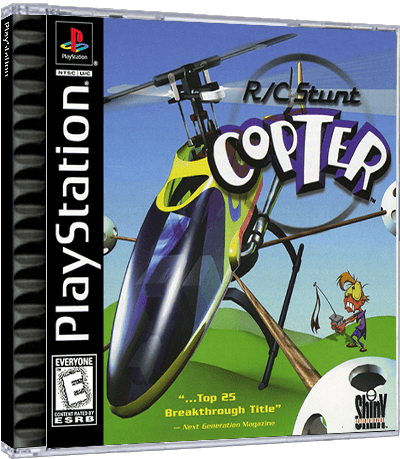 PlayStation
PlayStation
NTSC U/C
PlayStation
R/C Stunt
COPTER
TM
EVERYONE
E
CONTENT RATED BY
ESRB
"...Top 25
Breakthrough Title"
— Next Generation Magazine
Shiny